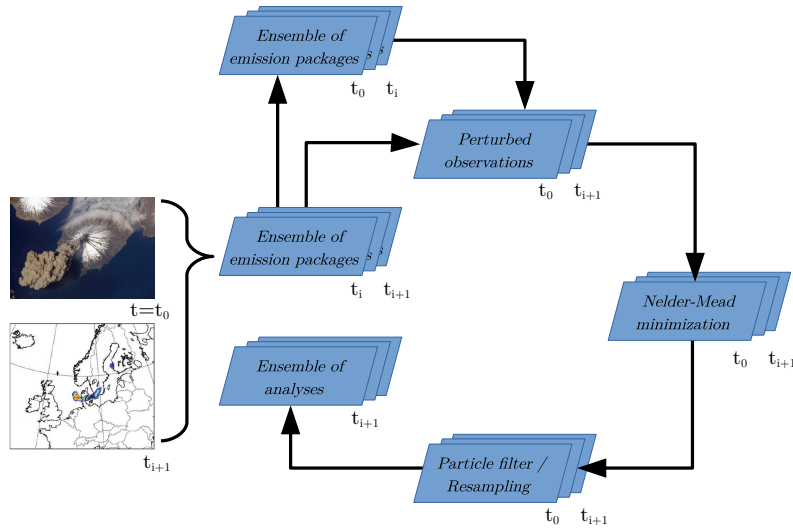 Ensemble of
emission packages
s
t0 ti
Perturbed
observations
t0 ti+1
Ensemble of
emission packages
s
ti ti+1
t=t0
Nelder-Mead
minimization
t0 ti+1
Ensemble of
analyses
ti+1
ti+1
Particle filter /
Resampling
t0 ti+1